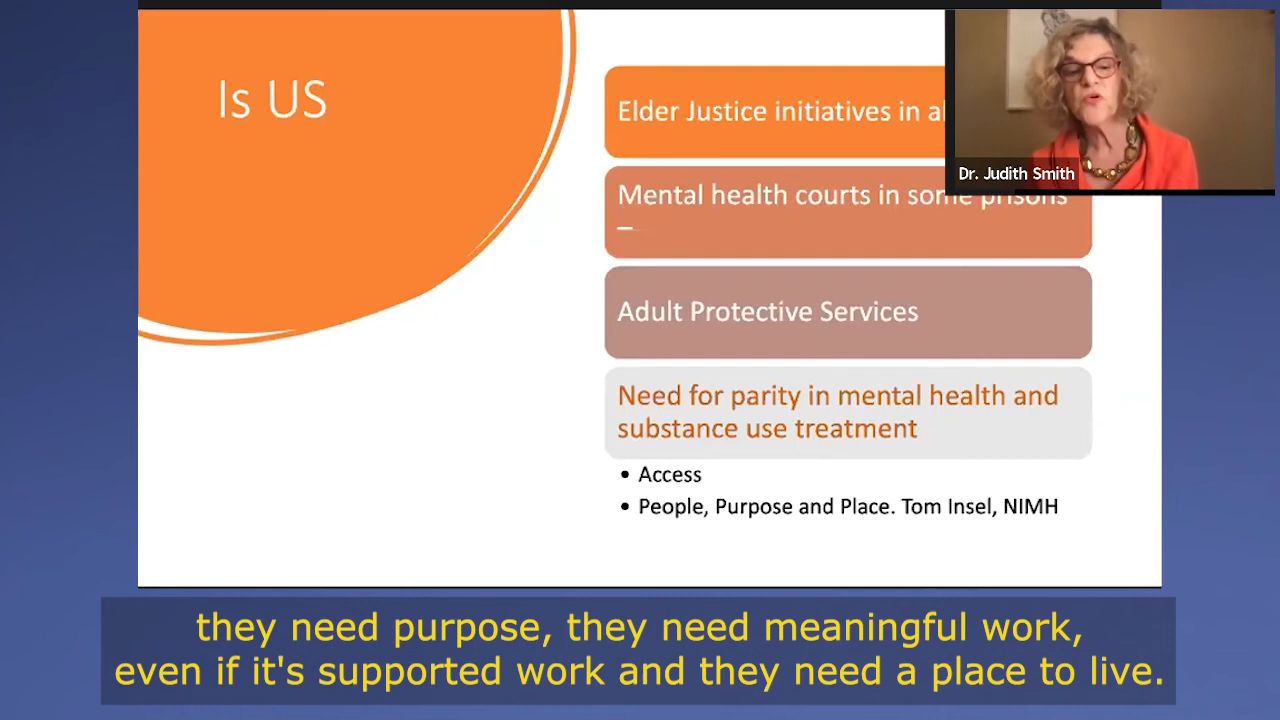 Is US
Elder Justice initiatives in
Mental health courts in some prisons
–
Adult Protective Services
Need for parity in mental health and
substance use treatment
• Access
• People, Purpose and Place. Tom Insel, NIMH
Dr. Judith Smith
they need purpose, they need meaningful work,
even if it's supported work and they need a place to live.